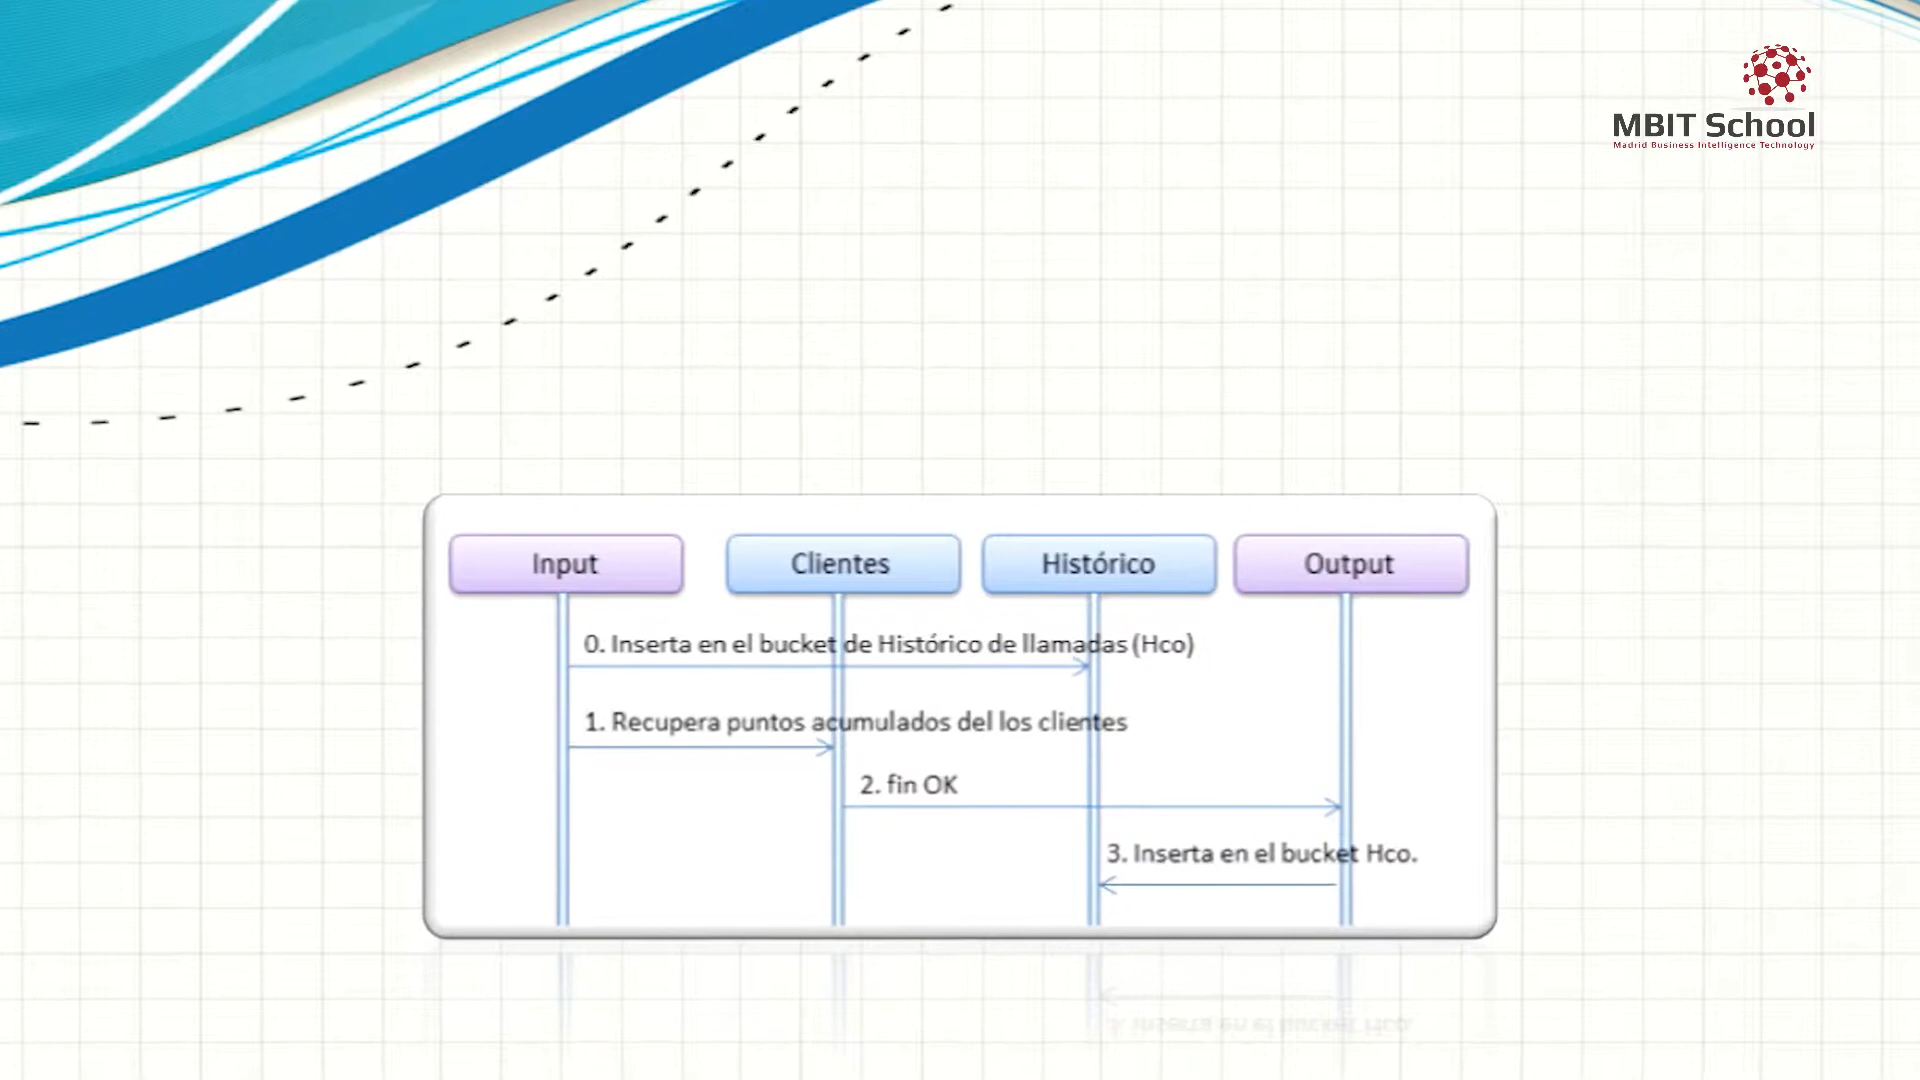 MBIT School
Madrid Business Intelligence Technology
Input
Clientes
Histórico
Output
0. Inserta en el bucket de Histórico de llamadas (Hco)
1. Recupera puntos acumulados del los clientes
2. fin OK
3. Inserta en el bucket Hco.